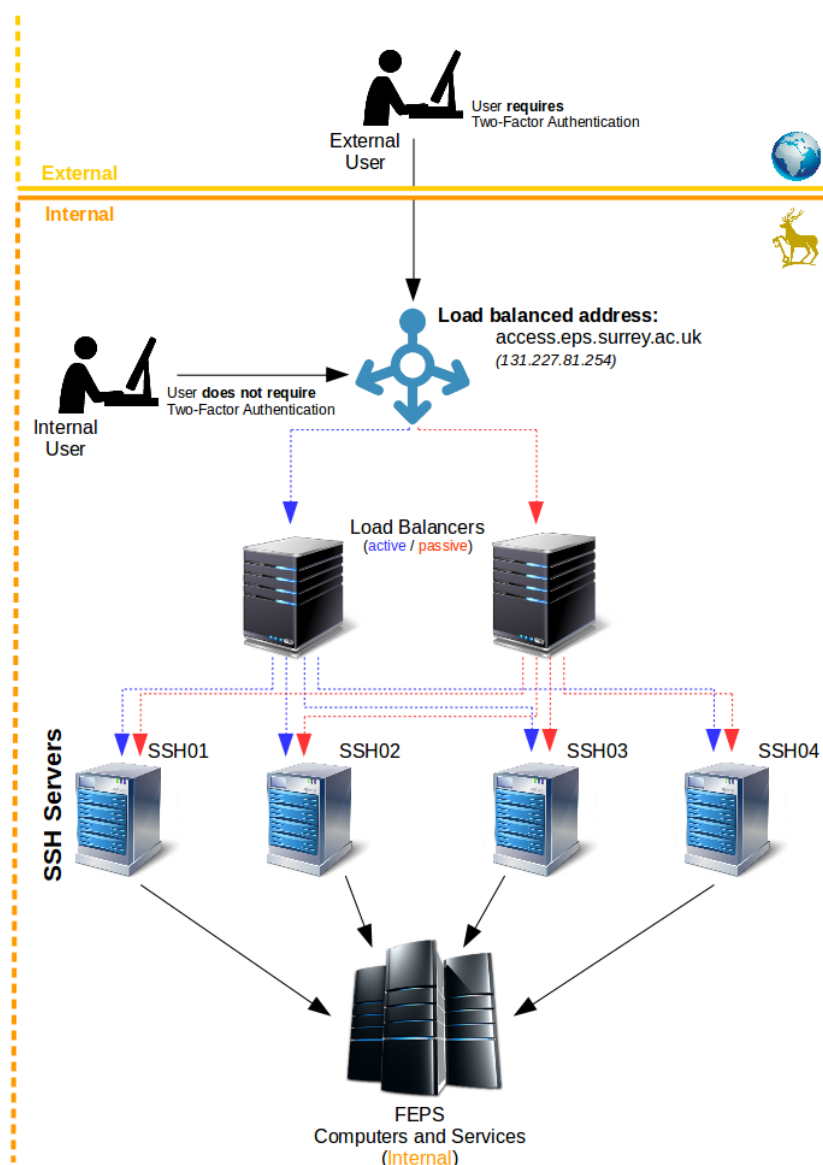 User requires
Two-Factor Authentication
External
User
External
Internal
Load balanced address:
access.eps.surrey.ac.uk
(131.227.81.254)
User does not require
Two-Factor Authentication
Internal
User
Load Balancers
(active / passive)
SSH Servers
SSH01
SSH02
SSH03
SSH04
FEPS
Computers and Services
(Internal)